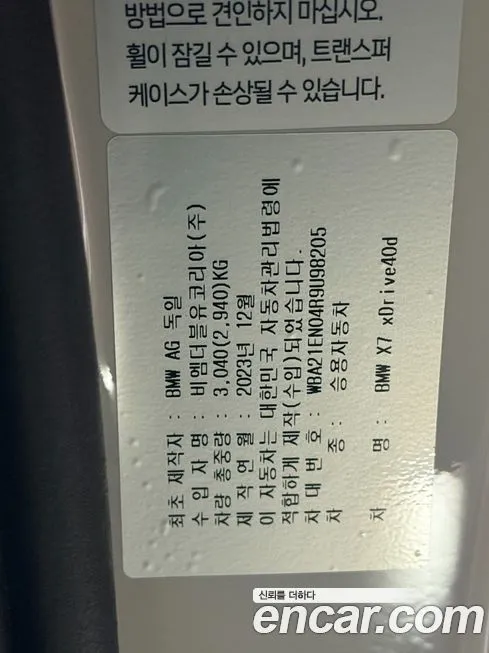 방법으로 견인하지 마십시오.
휠이 잠길 수 있으며, 트랜스퍼
케이스가 손상될 수 있습니다.
최초 제작자 : BMW AG 독일
수 입 자 명 : 비엠더블유코리아(주)
차량 총중량 : 3,040(2,940)KG
제 작 연 월 : 2023년 12월
이 자동차는 대한민국 자동차관리법령에
적합하게 제작(수입)되었습니다.
차 대 번 호 : WBA21EN04R9U98205
차 종 : 승용자동차
차 명 : BMW X7 xDrive40d
신뢰를 더하다
encar.com